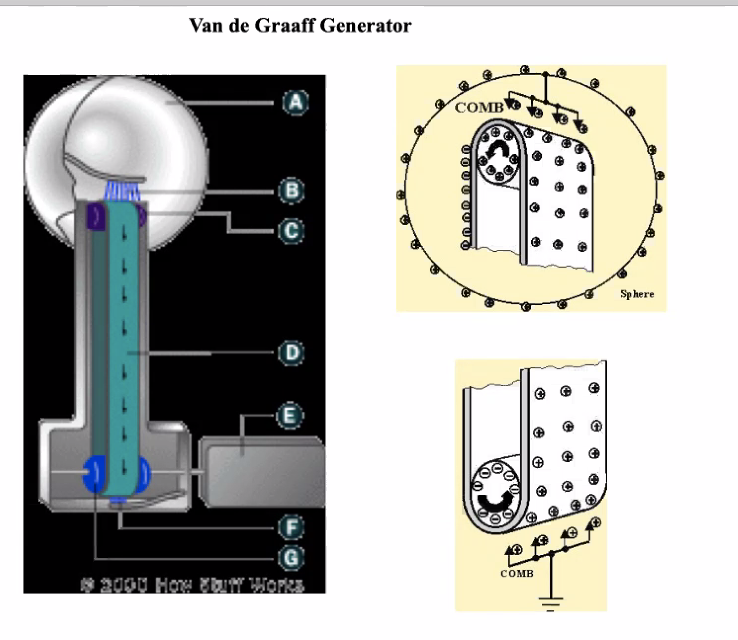 Van de Graaff Generator
A
B
C
D
E
F
G
© 2000 How Stuff Works
COMB
Sphere
COMB